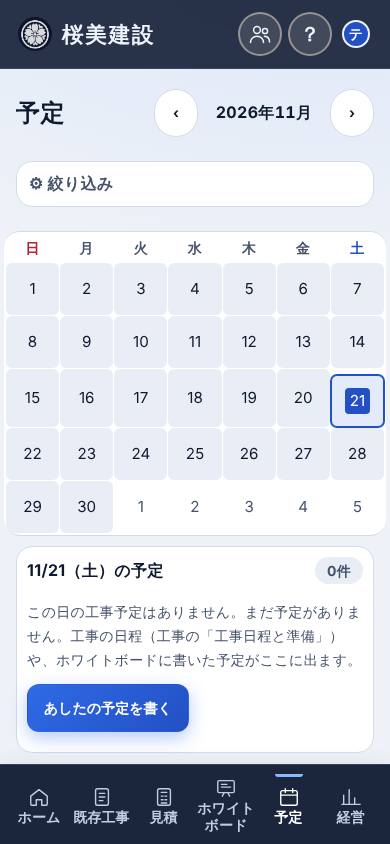 桜美建設
?
テ
予定
‹
2026年11月
›
⚙ 絞り込み
日 月 火 水 木 金 土
1 2 3 4 5 6 7
8 9 10 11 12 13 14
15 16 17 18 19 20 21
22 23 24 25 26 27 28
29 30 1 2 3 4 5
11/21（土）の予定
0件
この日の工事予定はありません。まだ予定がありま
せん。工事の日程（工事の「工事日程と準備」）
や、ホワイトボードに書いた予定がここに出ます。
あしたの予定を書く
ホーム
既存工事
見積
ホワイト
ボード
予定
経営